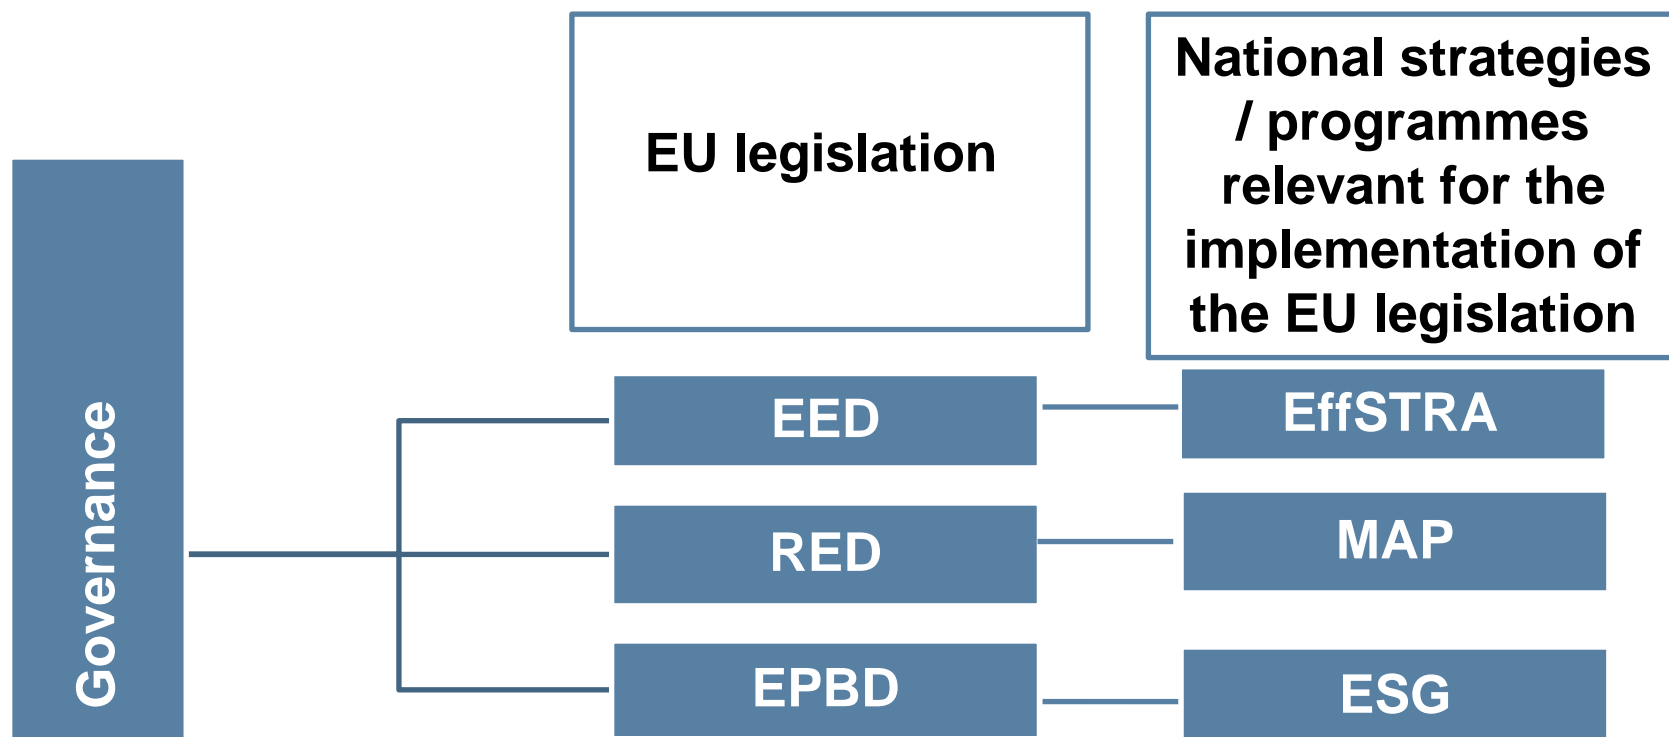 EU legislation
National strategies
/ programmes
relevant for the
implementation of
the EU legislation
Governance
EED
EffSTRA
RED
MAP
EPBD
ESG